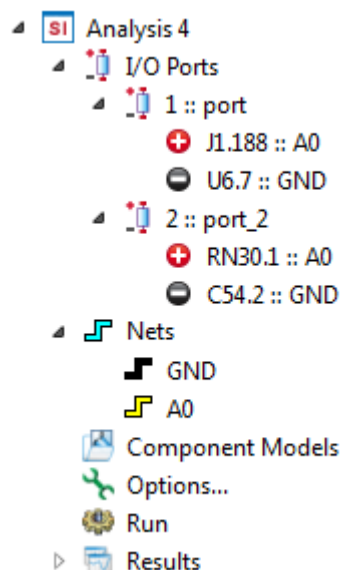 SI Analysis 4
I/O Ports
1 :: port
J1.188 :: A0
U6.7 :: GND
2 :: port_2
RN30.1 :: A0
C54.2 :: GND
Nets
GND
A0
Component Models
Options...
Run
Results